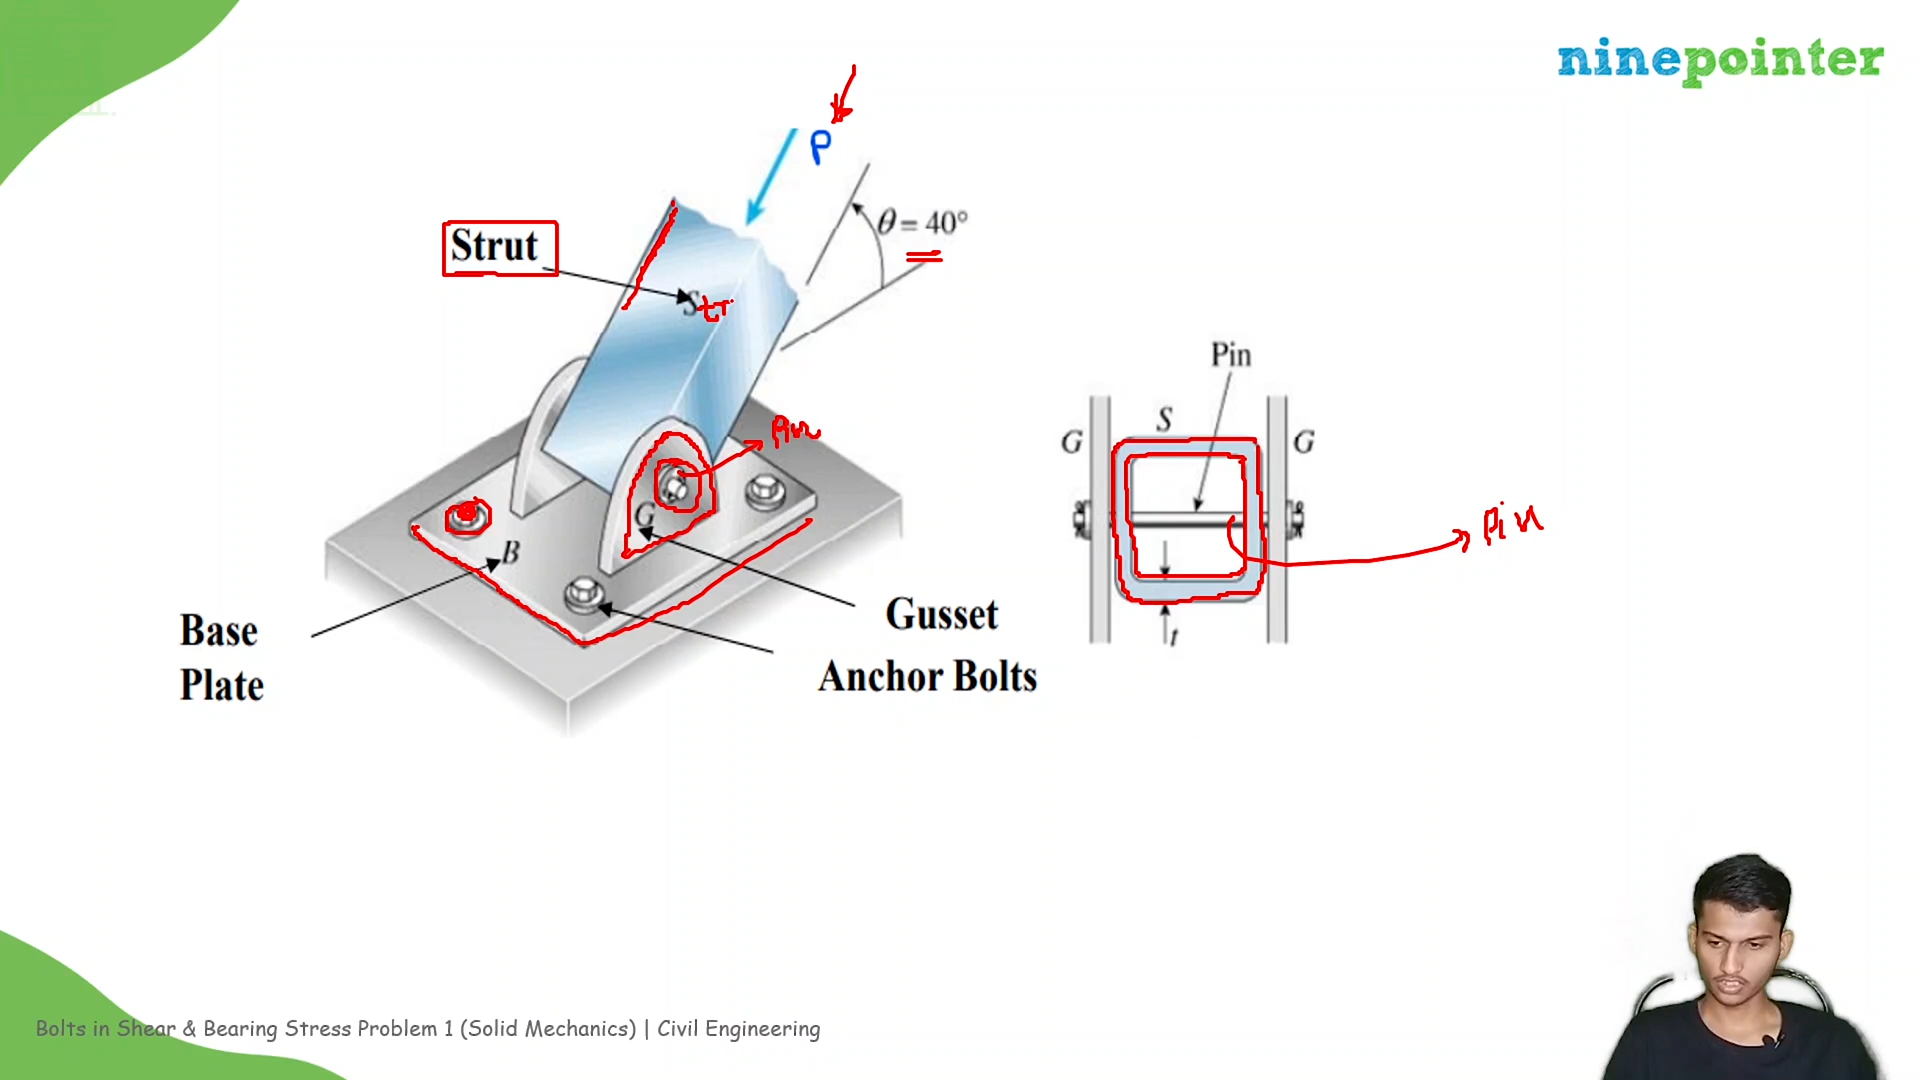 ninepointer
P
θ = 40°
Strut
Str
Pin
Pin
S
G
G
Pin
G
B
t
Base
Plate
Gusset
Anchor Bolts
Bolts in Shear & Bearing Stress Problem 1 (Solid Mechanics) | Civil Engineering